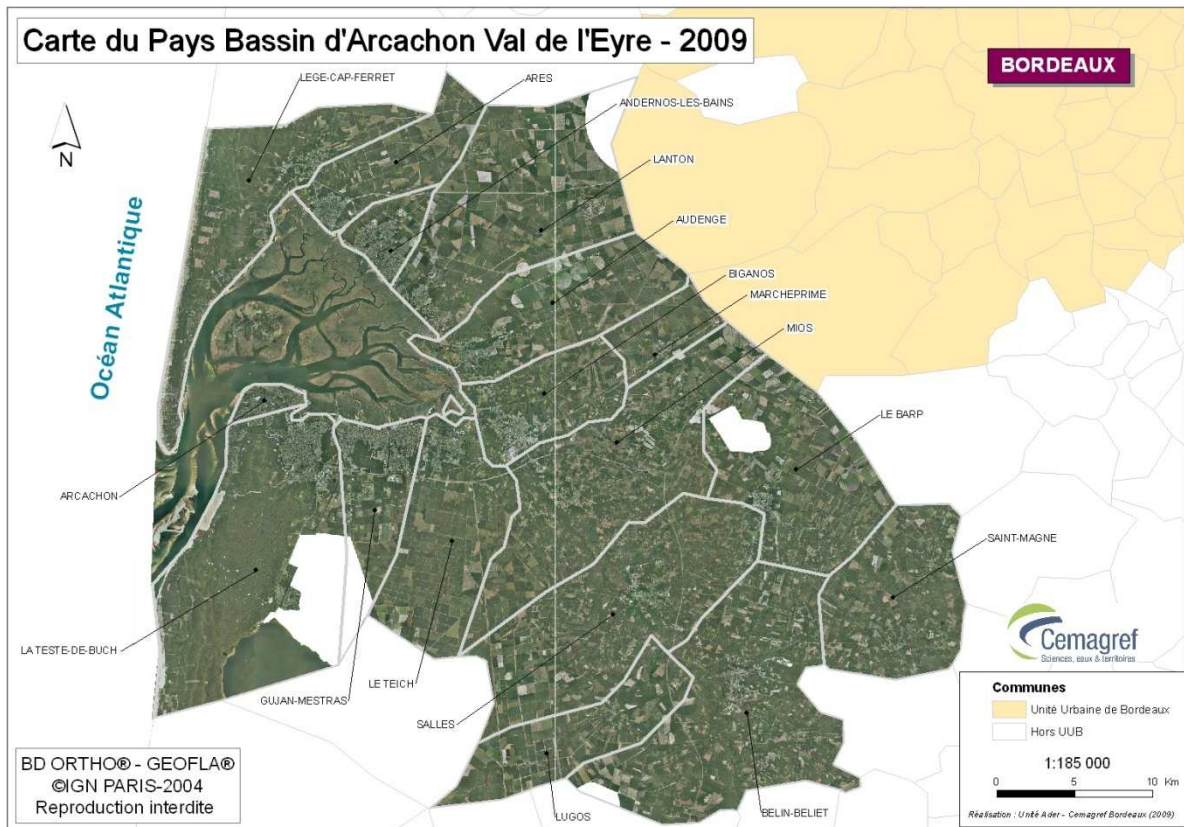 Carte du Pays Bassin d'Arcachon Val de l'Eyre - 2009
BORDEAUX
LEGE-CAP-FERRET
ARES
ANDERNOS-LES-BAINS
N
LANTON
Océan Atlantique
AUDENGE
BIGANOS
MARCHEPRIME
MIOS
LE BARP
ARCACHON
SAINT-MAGNE
LA TESTE-DE-BUCH
GUJAN-MESTRAS
LE TEICH
SALLES
LUGOS
BELIN-BELIET
Cemagref
Sciences, eaux & territoires
Communes
Unité Urbaine de Bordeaux
Hors UUB
1:185 000
0 5 10 Km
Réalisation : Unité Ader - Cemagref Bordeaux (2009)
BD ORTHO® - GEOFLA®
©IGN PARIS-2004
Reproduction interdite